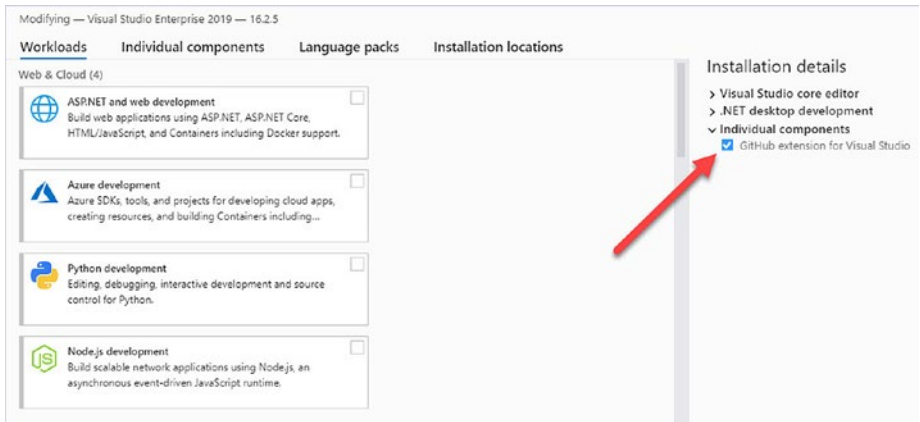 Modifying — Visual Studio Enterprise 2019 — 16.2.5
Workloads Individual components Language packs Installation locations
Web & Cloud (4)
ASP.NET and web development
Build web applications using ASP.NET, ASP.NET Core,
HTML/JavaScript, and Containers including Docker support.
Azure development
Azure SDKs, tools, and projects for developing cloud apps,
creating resources, and building Containers including...
Python development
Editing, debugging, interactive development and source
control for Python.
Node.js development
Build scalable network applications using Node.js, an
asynchronous event-driven JavaScript runtime.
Installation details
Visual Studio core editor
.NET desktop development
Individual components
GitHub extension for Visual Studio